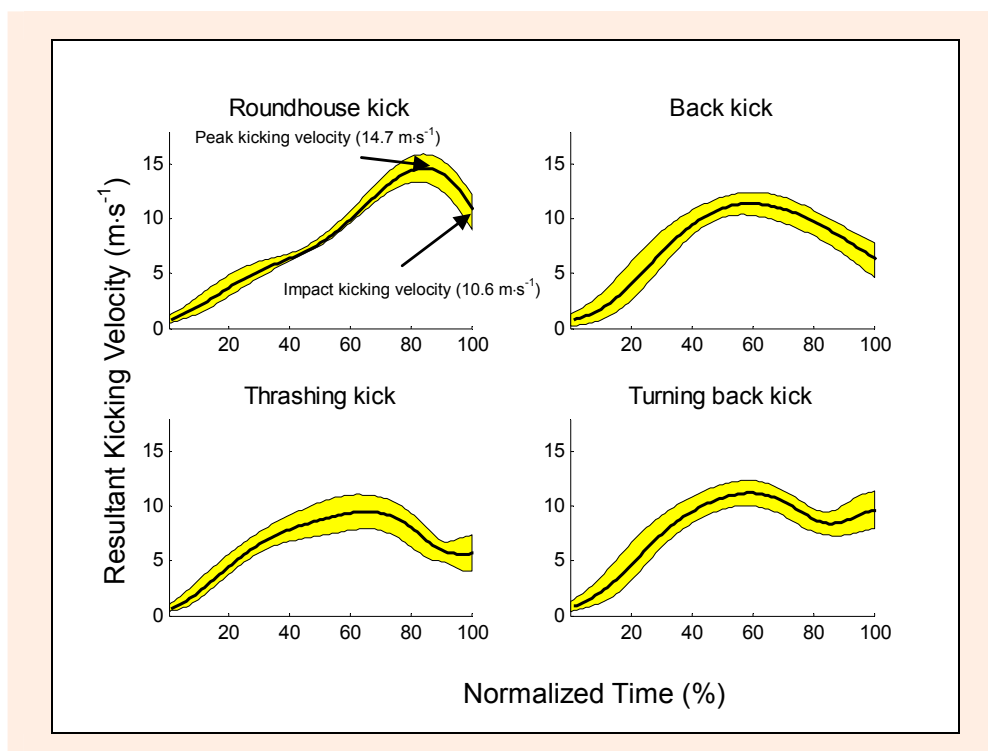 Resultant Kicking Velocity (m·s⁻¹)
Roundhouse kick
Peak kicking velocity (14.7 m·s⁻¹)
Impact kicking velocity (10.6 m·s⁻¹)
15
10
5
0
20 40 60 80 100
Back kick
15
10
5
0
20 40 60 80 100
Thrashing kick
15
10
5
0
20 40 60 80 100
Turning back kick
15
10
5
0
20 40 60 80 100
Normalized Time (%)